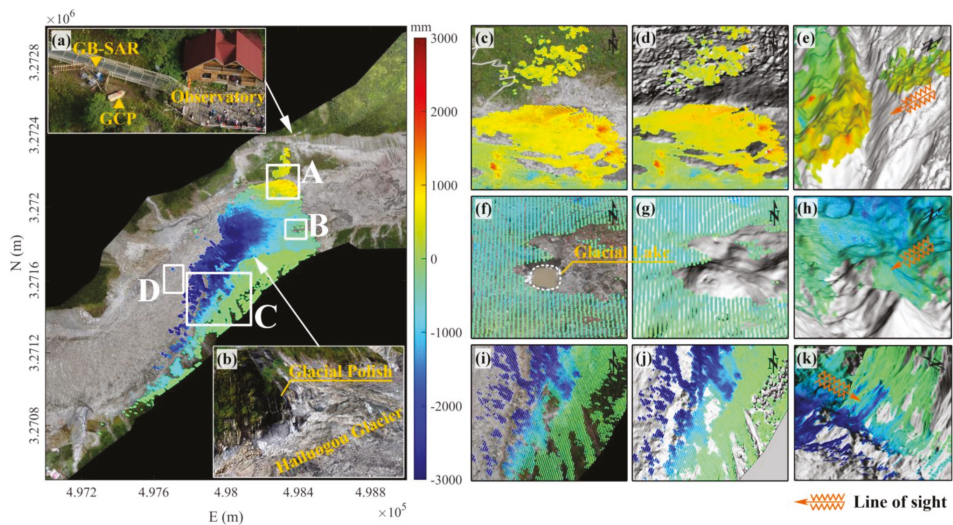 ×10⁶
mm
(a)
GB-SAR
GCP
Observatory
3.2728
3.2724
3.272
3.2716
3.2712
3.2708
N (m)
A
B
C
D
(b)
Glacial Polish
Hailuogou Glacier
3000
2000
1000
0
-1000
-2000
-3000
4.972
4.976
4.98
4.984
4.988
E (m)
×10⁵
(c)
N
(d)
N
(e)
N
(f)
N
(g)
N
(h)
N
Glacial Lake
(i)
N
(j)
N
(k)
N
Line of sight